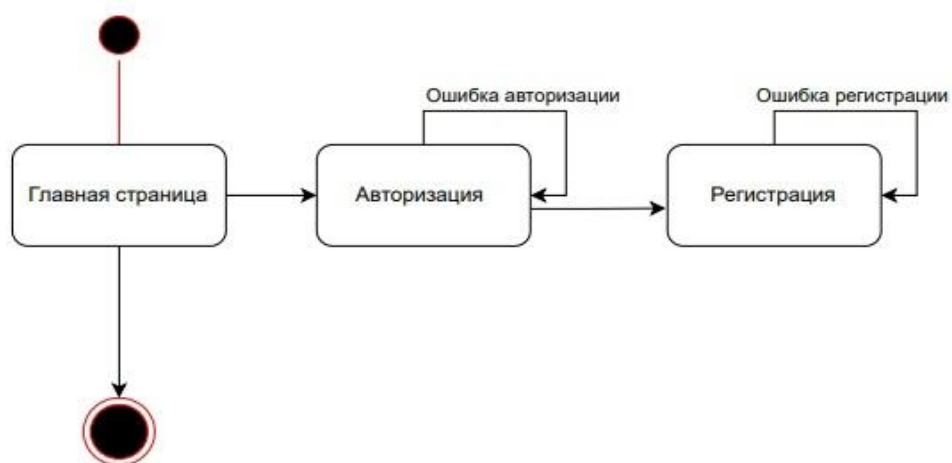 Ошибка авторизации
Ошибка регистрации
Главная страница
Авторизация
Регистрация